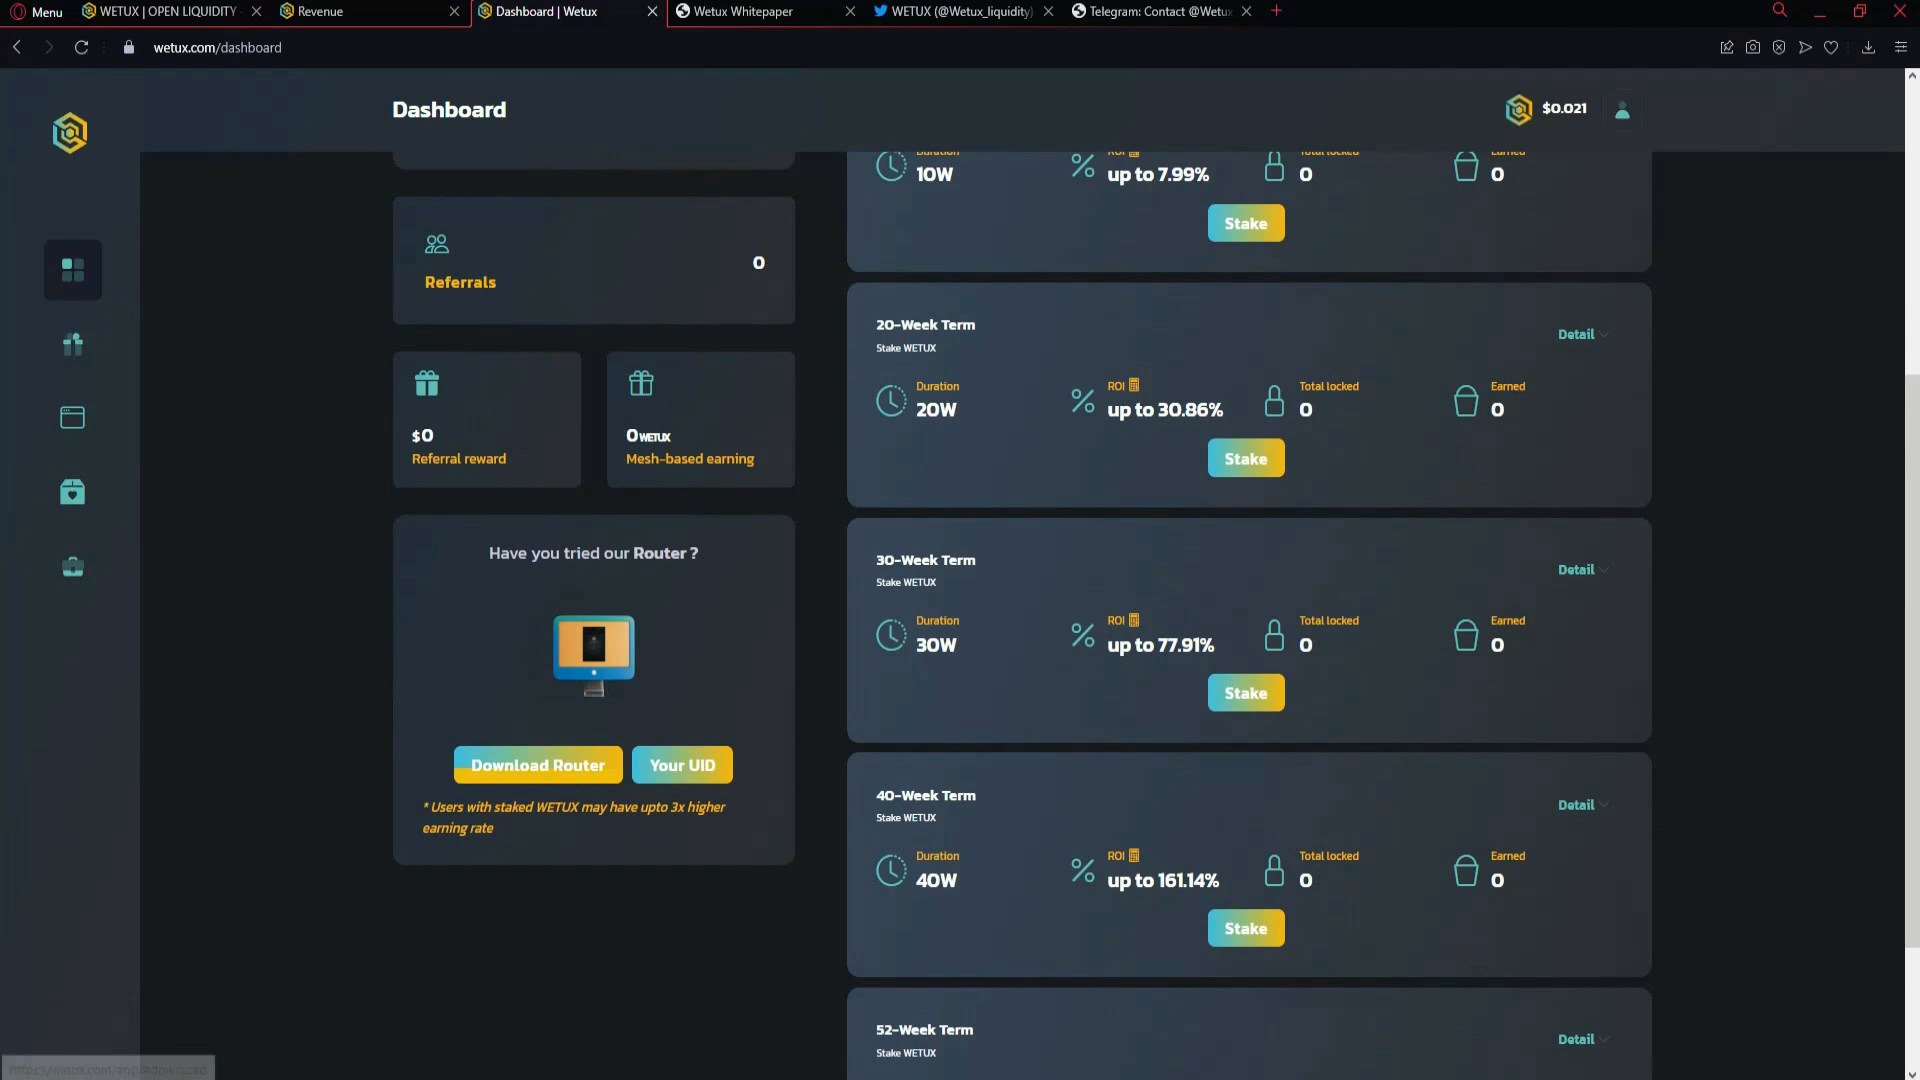 Menu
WETUX | OPEN LIQUIDITY
Revenue
Dashboard | Wetux
Wetux Whitepaper
WETUX (@Wetux_liquidity)
Telegram: Contact @Wetux
wetux.com/dashboard
Dashboard
$0.021
Duration
10W
ROI
up to 7.99%
Total locked
0
Earned
0
Stake
Referrals
0
$0
Referral reward
0 WETUX
Mesh-based earning
Have you tried our Router ?
Download Router
Your UID
* Users with staked WETUX may have upto 3x higher
earning rate
20-Week Term
Stake WETUX
Detail
Duration
20W
ROI
up to 30.86%
Total locked
0
Earned
0
Stake
30-Week Term
Stake WETUX
Detail
Duration
30W
ROI
up to 77.91%
Total locked
0
Earned
0
Stake
40-Week Term
Stake WETUX
Detail
Duration
40W
ROI
up to 161.14%
Total locked
0
Earned
0
Stake
52-Week Term
Stake WETUX
Detail